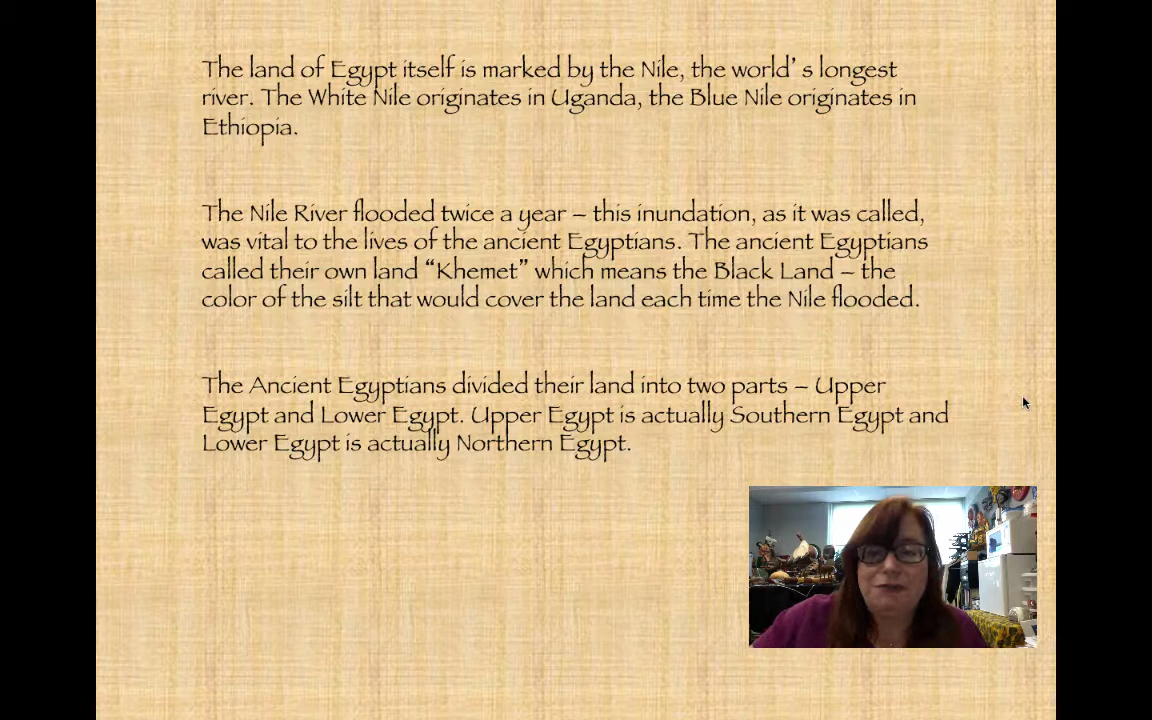 The land of Egypt itself is marked by the Nile, the world’ s longest
river. The White Nile originates in Uganda, the Blue Nile originates in
Ethiopia.
The Nile River flooded twice a year – this inundation, as it was called,
was vital to the lives of the ancient Egyptians. The ancient Egyptians
called their own land “Khemet” which means the Black Land – the
color of the silt that would cover the land each time the Nile flooded.
The Ancient Egyptians divided their land into two parts – Upper
Egypt and Lower Egypt. Upper Egypt is actually Southern Egypt and
Lower Egypt is actually Northern Egypt.